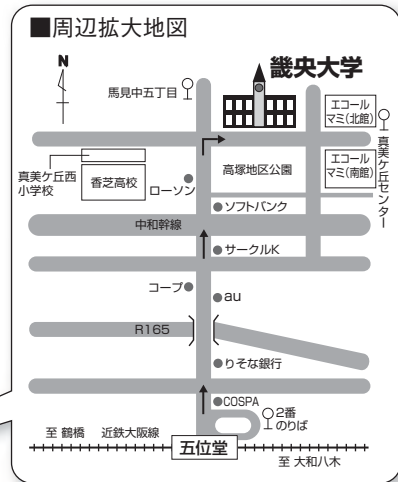 ■周辺拡大地図
N
馬見中五丁目
畿央大学
エコール
マミ(北館)
真美ケ丘センター
真美ケ丘西
小学校
香芝高校
ローソン
高塚地区公園
エコール
マミ(南館)
ソフトバンク
中和幹線
サークルK
コープ
au
R165
りそな銀行
COSPA
2番
のりば
至 鶴橋
近鉄大阪線
五位堂
至 大和八木